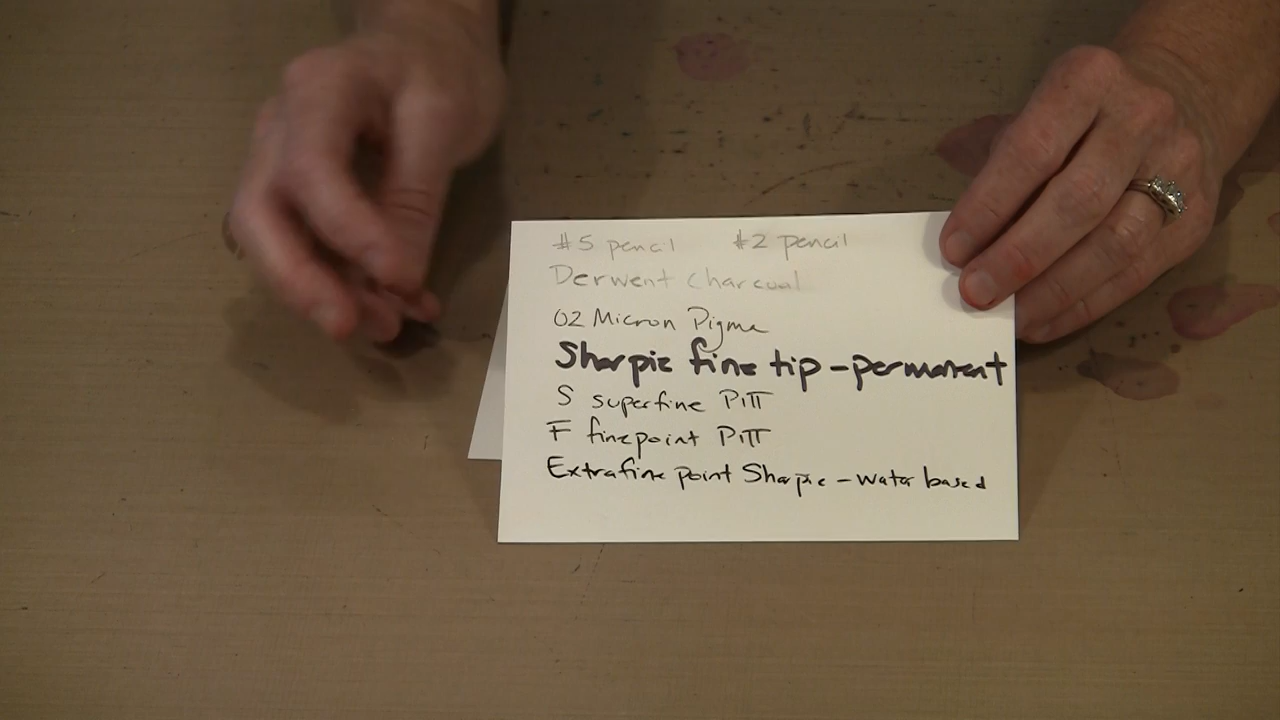 #5 pencil #2 pencil
Derwent Charcoal
02 Micron Pigma
Sharpie fine tip - permanent
S superfine PITT
F finepoint PITT
Extrafine point Sharpie - water based